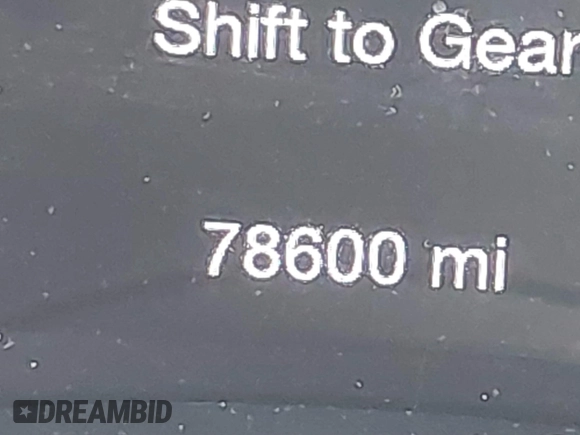 Shift to Gear
78600 mi
DREAMBID